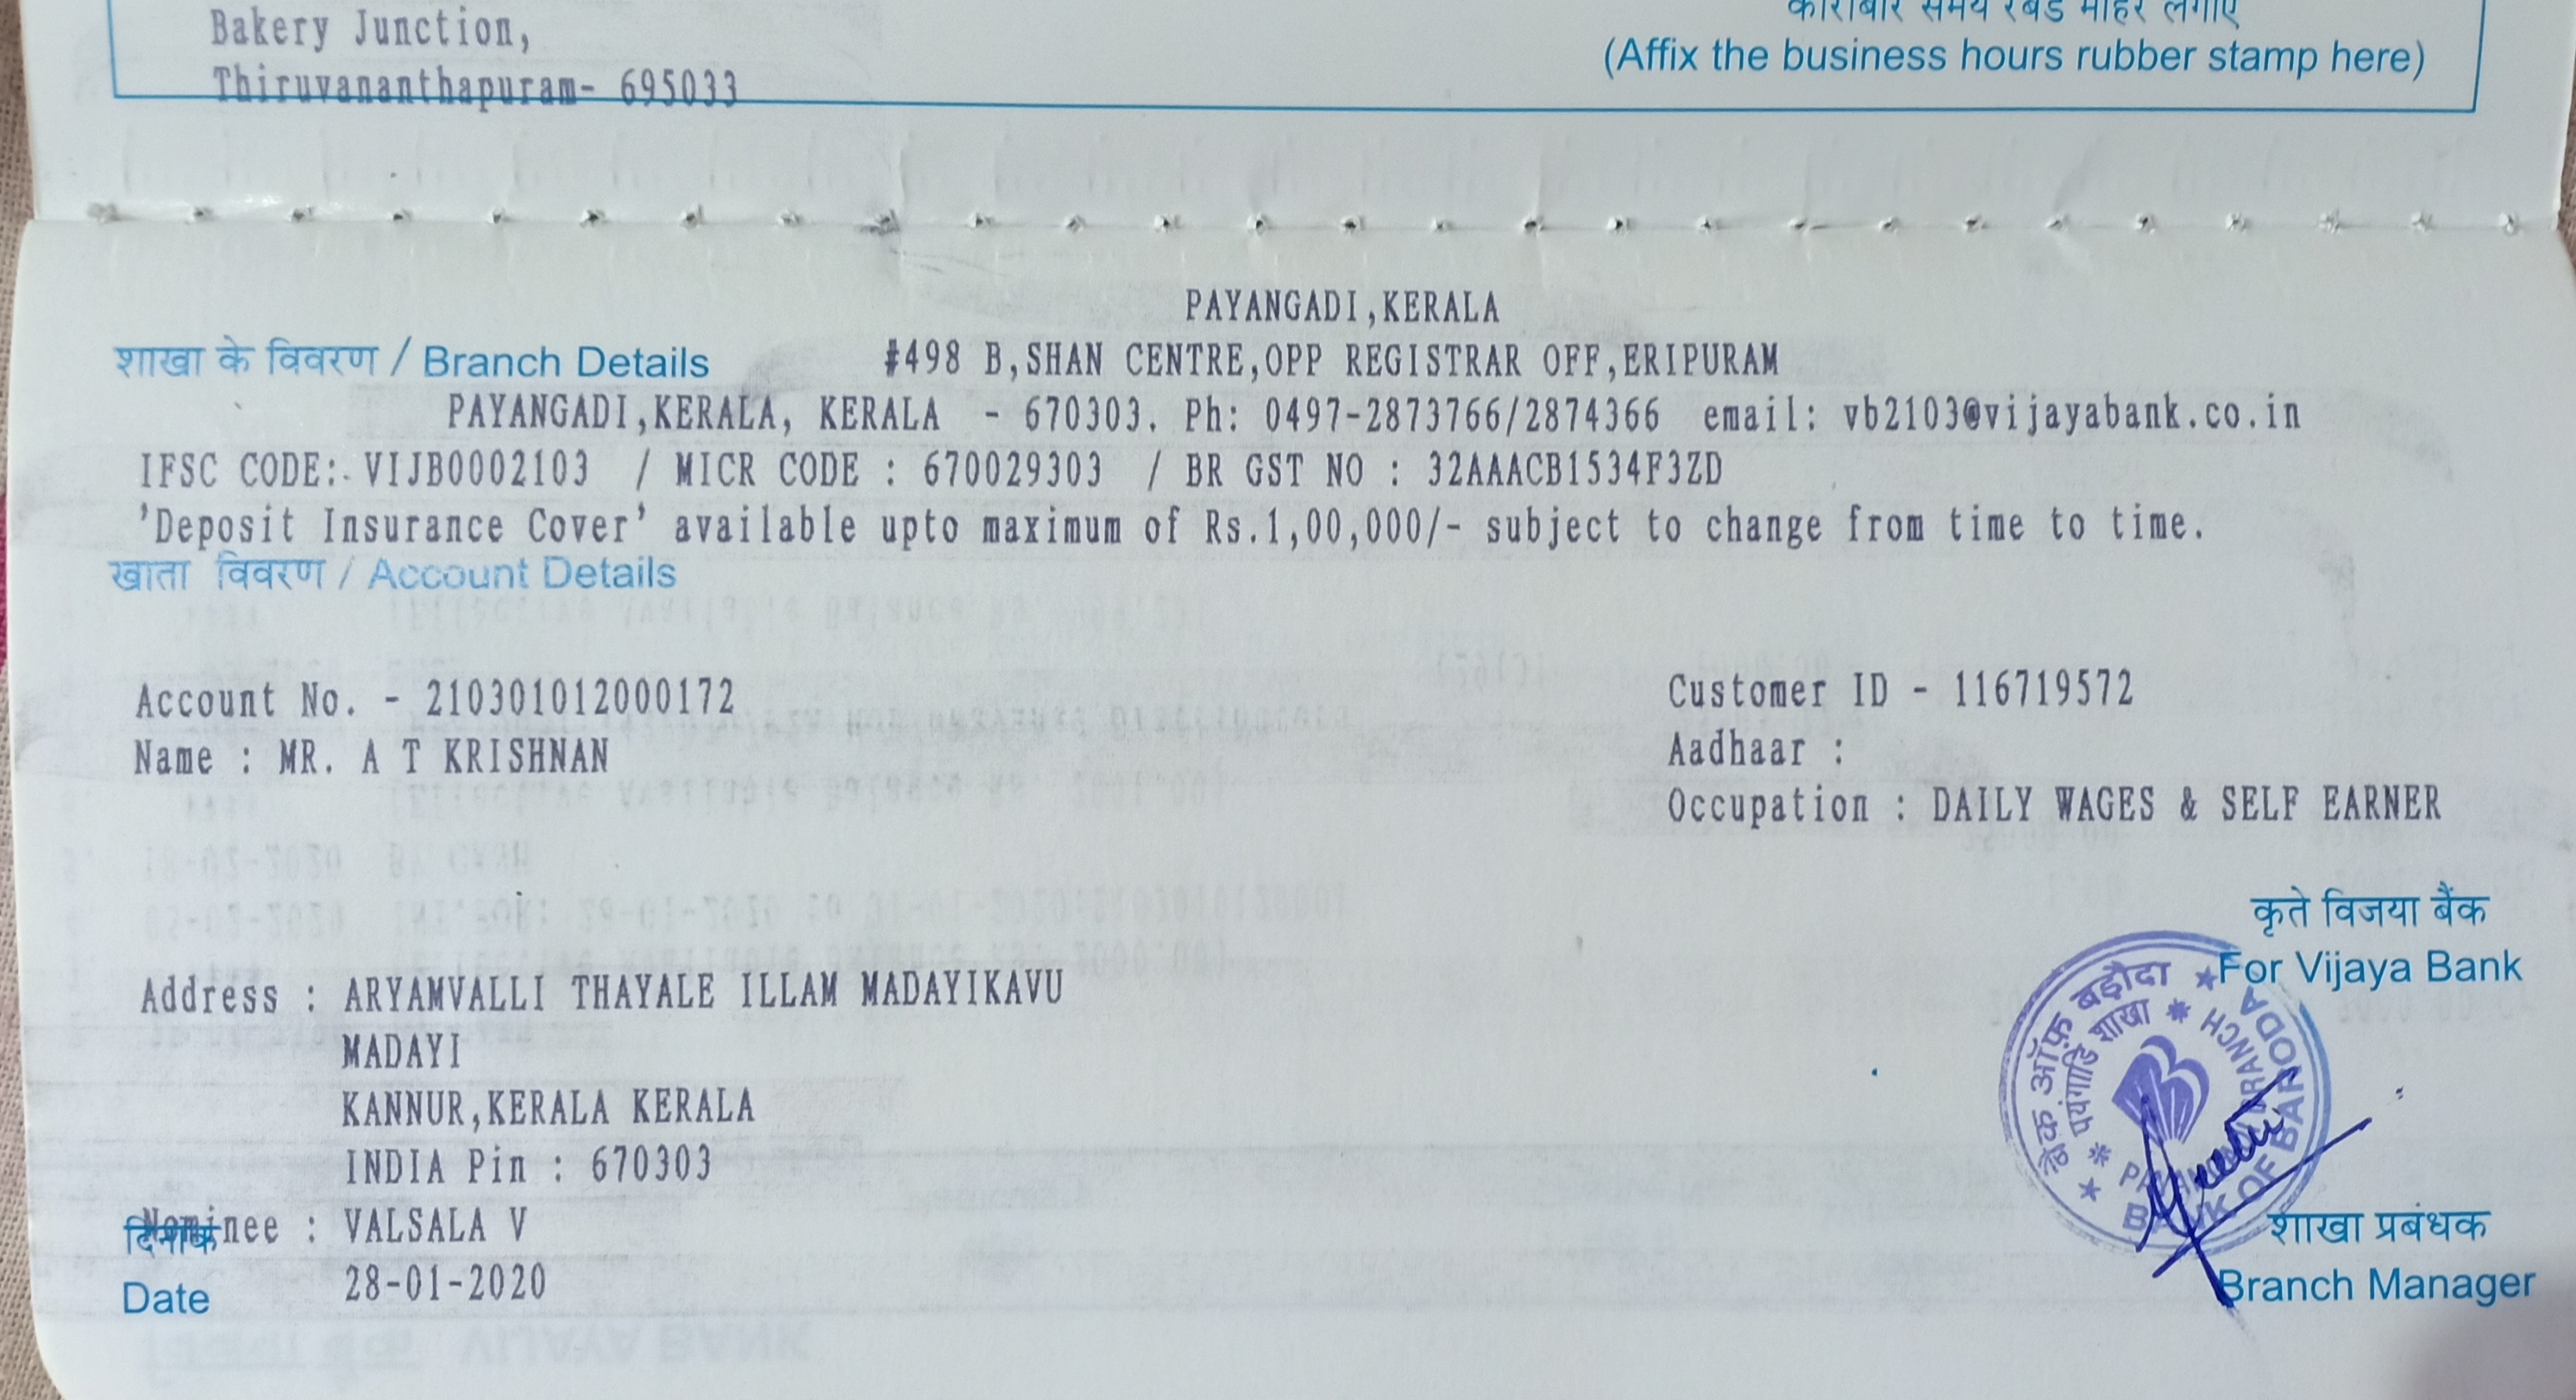 Bakery Junction,
Thiruvananthapuram- 695033
कारोबार समय रबड मोहर लगाएं
(Affix the business hours rubber stamp here)
PAYANGADI,KERALA
शाखा के विवरण / Branch Details #498 B,SHAN CENTRE,OPP REGISTRAR OFF,ERIPURAM
PAYANGADI,KERALA, KERALA - 670303. Ph: 0497-2873766/2874366 email: vb2103@vijayabank.co.in
IFSC CODE:- VIJB0002103 / MICR CODE : 670029303 / BR GST NO : 32AAACB1534F3ZD
'Deposit Insurance Cover' available upto maximum of Rs.1,00,000/- subject to change from time to time.
खाता विवरण / Account Details
Account No. - 210301012000172
Name : MR. A T KRISHNAN
Customer ID - 116719572
Aadhaar :
Occupation : DAILY WAGES & SELF EARNER
Address : ARYAMVALLI THAYALE ILLAM MADAYIKAVU
MADAYI
KANNUR,KERALA KERALA
INDIA Pin : 670303
Nominee : VALSALA V
दिनांक
Date 28-01-2020
कृते विजया बैंक
For Vijaya Bank
बैंक ऑफ़ बड़ौदा
पयंगाडि शाखा
BRANCH
BANK OF BARODA
शाखा प्रबंधक
Branch Manager